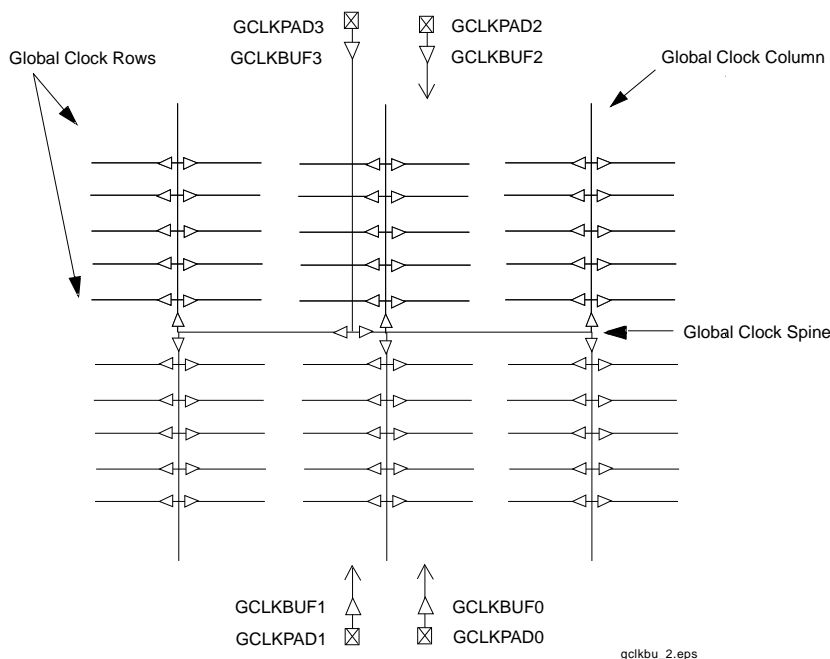 GCLKPAD3
GCLKPAD2
GCLKBUF3
GCLKBUF2
Global Clock Rows
Global Clock Column
Global Clock Spine
GCLKBUF1
GCLKBUF0
GCLKPAD1
GCLKPAD0
gclkbu_2.eps